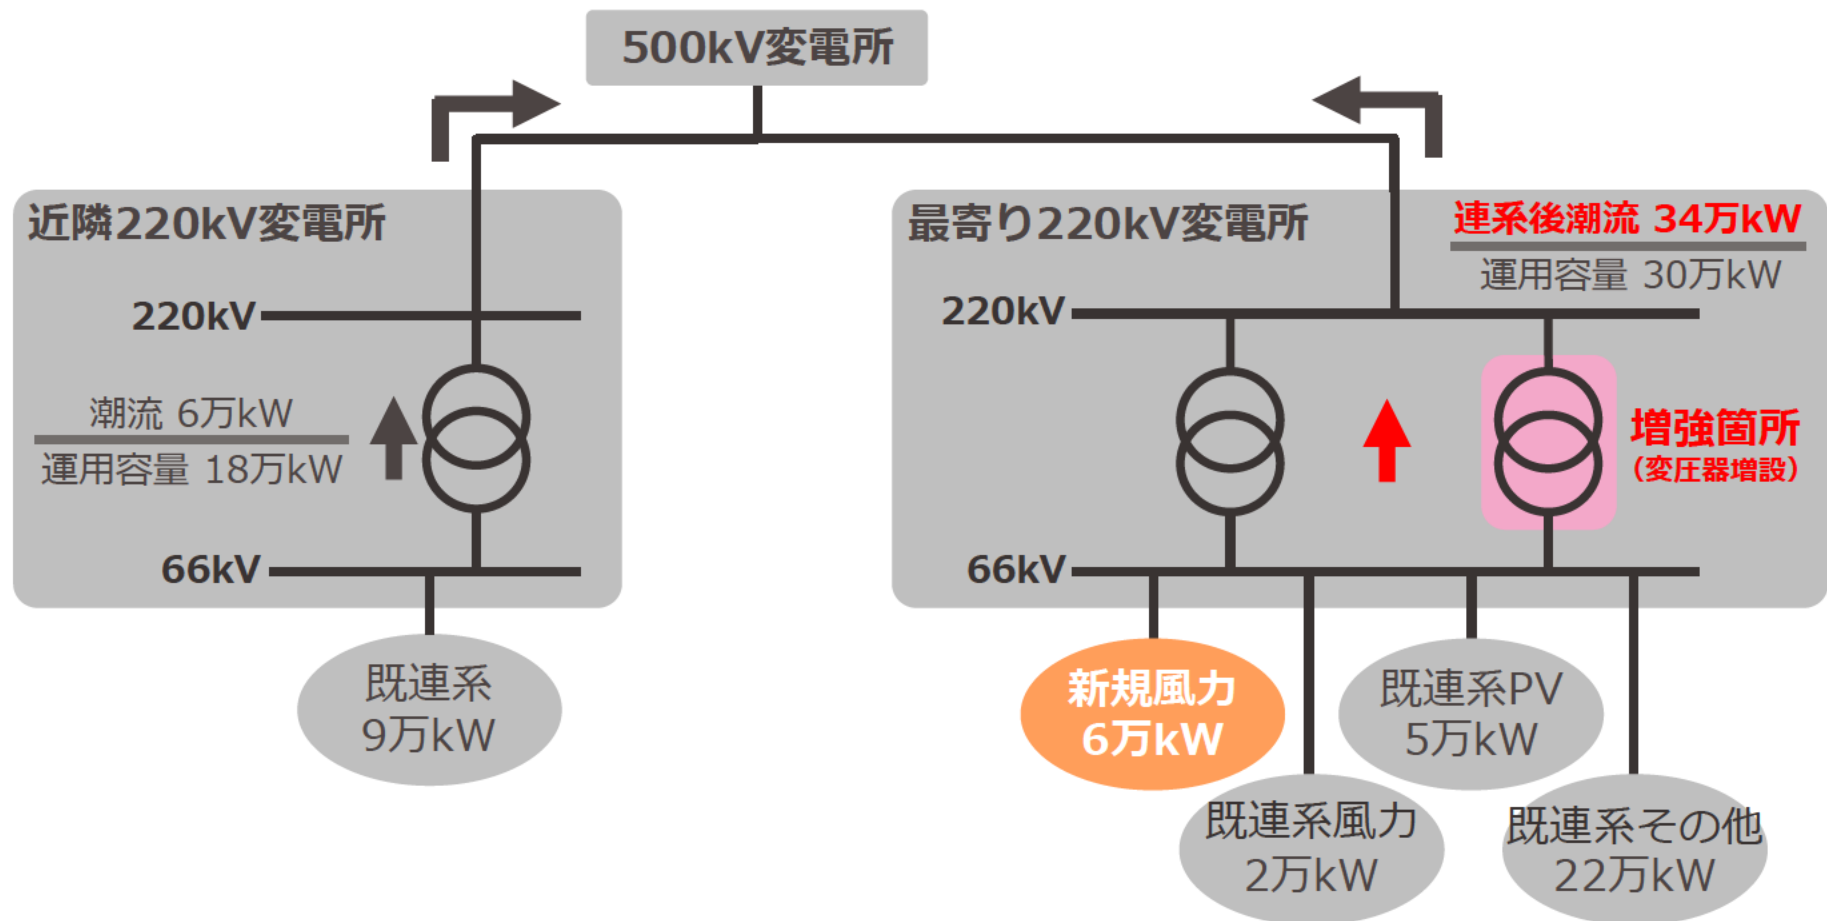 500kV変電所
近隣220kV変電所
220kV
潮流 6万kW
運用容量 18万kW
66kV
既連系
9万kW
最寄り220kV変電所
連系後潮流 34万kW
運用容量 30万kW
220kV
増強箇所
（変圧器増設）
66kV
新規風力
6万kW
既連系PV
5万kW
既連系風力
2万kW
既連系その他
22万kW